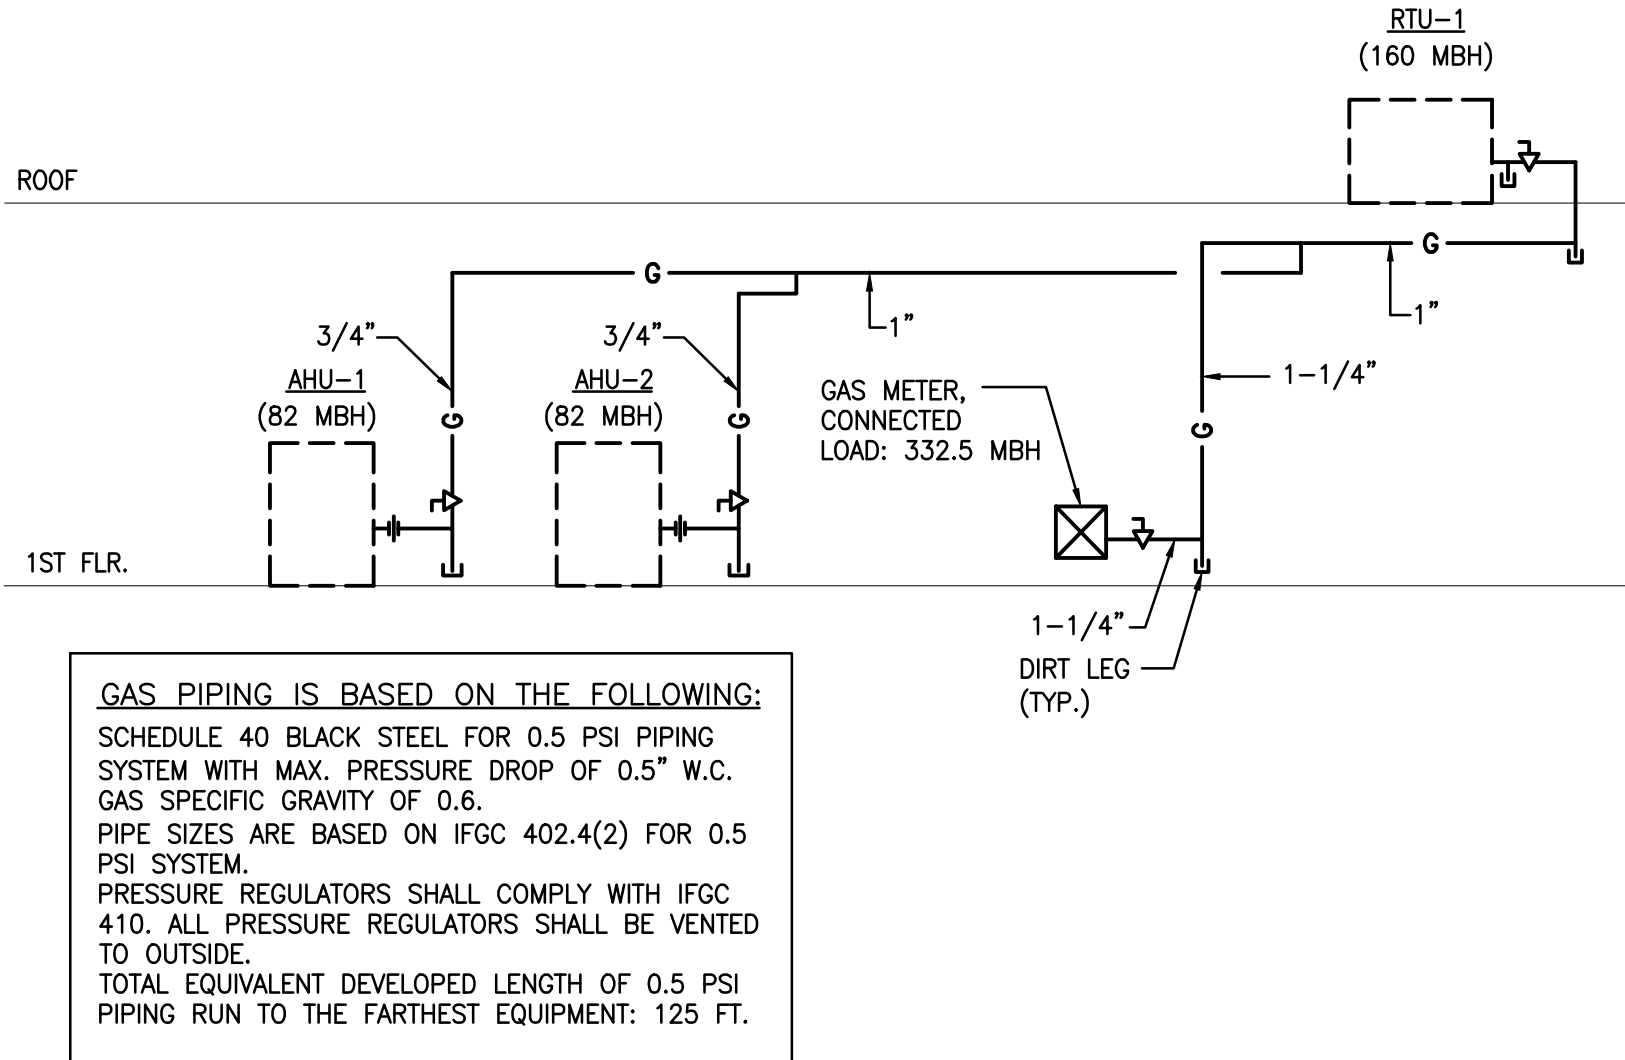 RTU-1
(160 MBH)
ROOF
G
G
1"
1"
3/4"
3/4"
AHU-1
(82 MBH)
AHU-2
(82 MBH)
1-1/4"
GAS METER,
CONNECTED
LOAD: 332.5 MBH
G
G
G
1ST FLR.
1-1/4"
DIRT LEG
(TYP.)
GAS PIPING IS BASED ON THE FOLLOWING:
SCHEDULE 40 BLACK STEEL FOR 0.5 PSI PIPING
SYSTEM WITH MAX. PRESSURE DROP OF 0.5" W.C.
GAS SPECIFIC GRAVITY OF 0.6.
PIPE SIZES ARE BASED ON IFGC 402.4(2) FOR 0.5
PSI SYSTEM.
PRESSURE REGULATORS SHALL COMPLY WITH IFGC
410. ALL PRESSURE REGULATORS SHALL BE VENTED
TO OUTSIDE.
TOTAL EQUIVALENT DEVELOPED LENGTH OF 0.5 PSI
PIPING RUN TO THE FARTHEST EQUIPMENT: 125 FT.